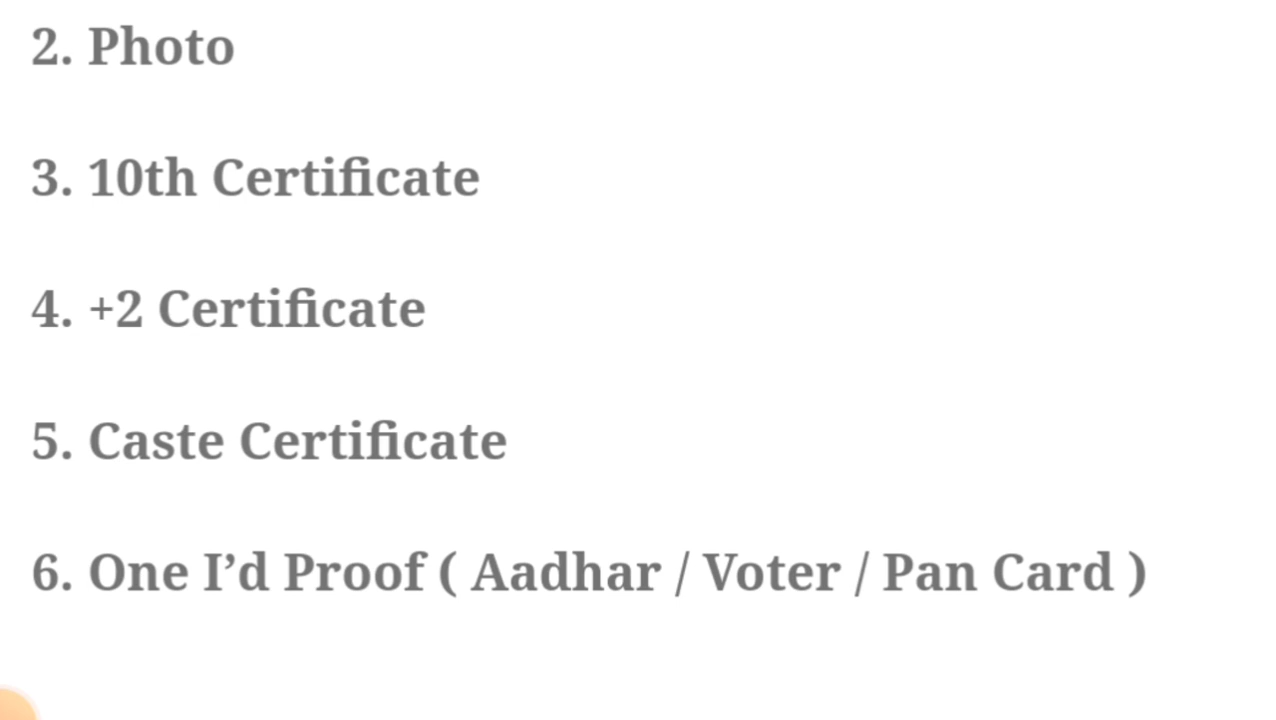 2. Photo
3. 10th Certificate
4. +2 Certificate
5. Caste Certificate
6. One I’d Proof ( Aadhar / Voter / Pan Card )